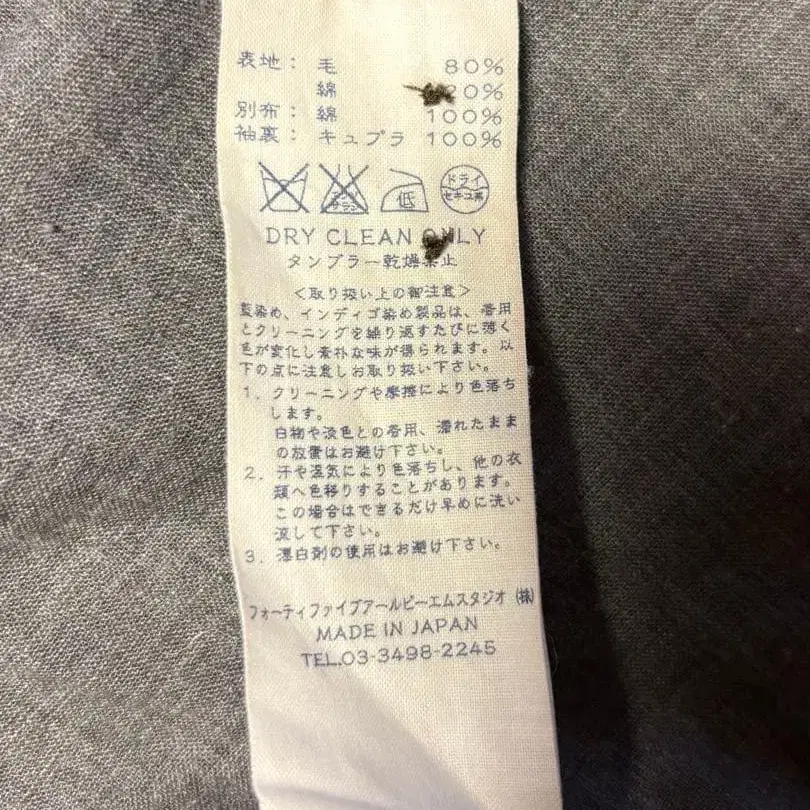 表地： 毛 80%
綿 20%
別布： 綿 100%
袖裏： キュプラ 100%
低
ドライ
セキユ系
DRY CLEAN ONLY
タンブラー乾燥禁止
〈取り扱い上の御注意〉
藍染め、インディゴ染め製品は、着用
とクリーニングを繰り返すたびに薄く
色が変化し素朴な味が得られます。以
下の点に注意しお取り扱い下さい。
1．クリーニングや摩擦により色落ち
します。
白物や淡色との着用、濡れたまま
の放置はお避け下さい。
2．汗や湿気により色落ちし、他の衣
類へ色移りすることがあります。
この場合はできるだけ早めに洗い
流して下さい。
3．漂白剤の使用はお避け下さい。
フォーティファイブアールピーエムスタジオ（株）
MADE IN JAPAN
TEL.03-3498-2245